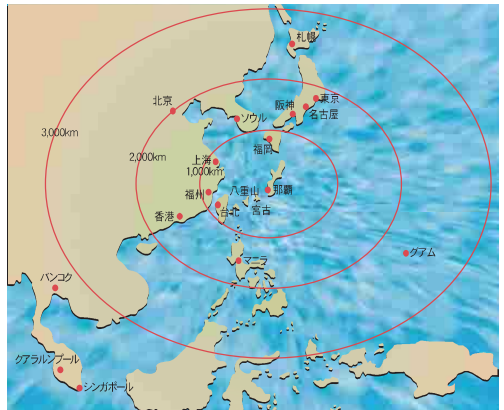 札幌
北京
阪神
東京
名古屋
ソウル
3,000km
福岡
2,000km
上海
1,000km
福州
八重山
那覇
宮古
台北
香港
マニラ
グアム
バンコク
クアラルンプール
シンガポール